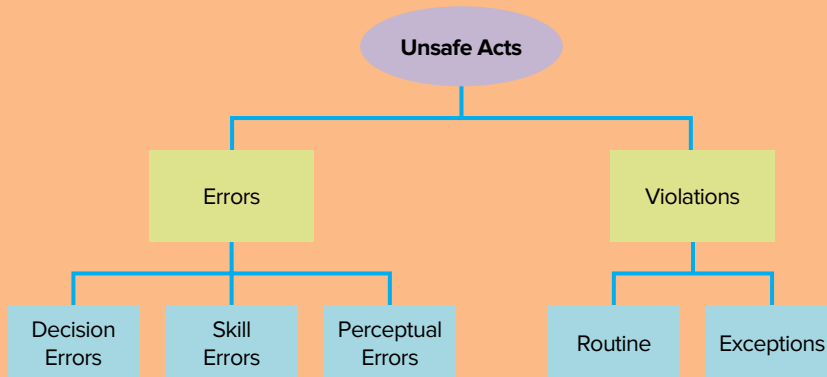 Unsafe Acts
Errors
Violations
Decision
Errors
Skill
Errors
Perceptual
Errors
Routine
Exceptions